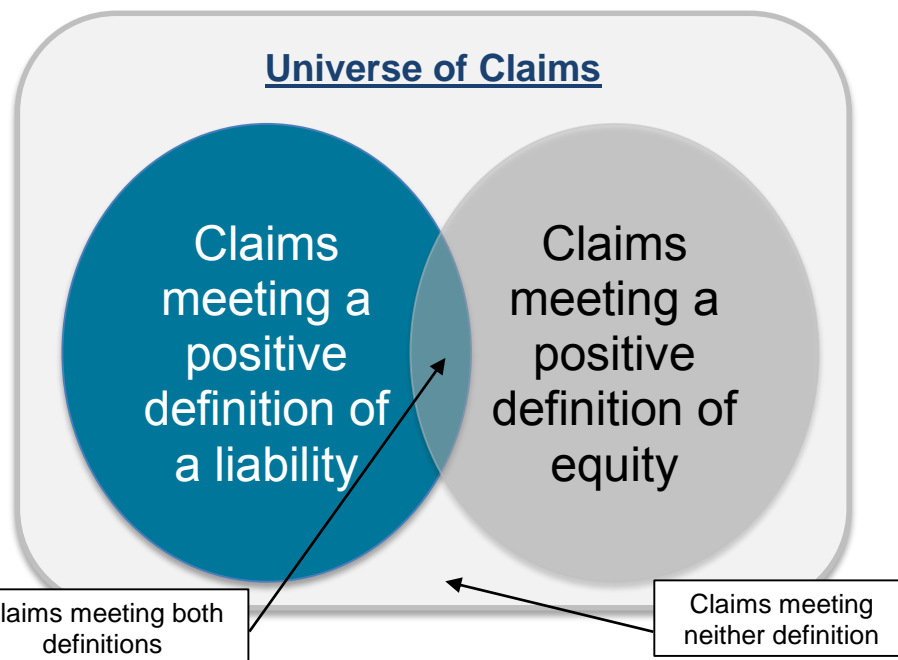 Universe of Claims
Claims
meeting a
positive
definition of
a liability
Claims
meeting a
positive
definition of
equity
laims meeting both
definitions
Claims meeting
neither definition